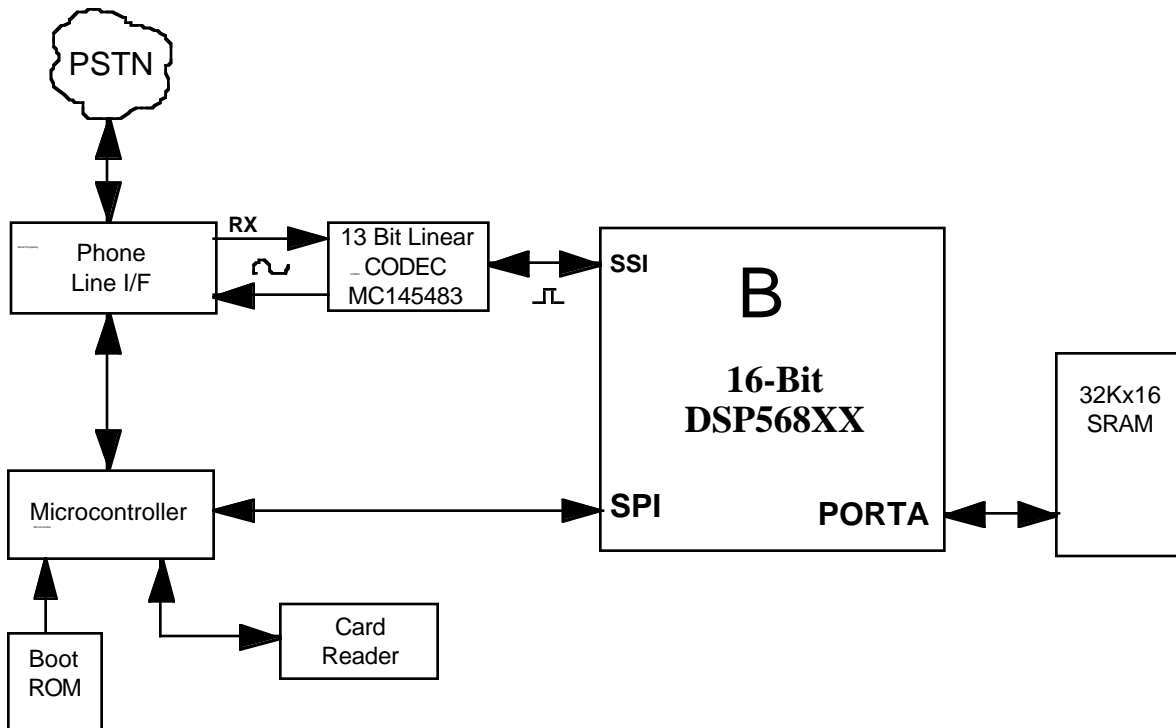 PSTN
RX
Phone
Line I/F
13 Bit Linear
CODEC
MC145483
SSI
B
16-Bit
DSP568XX
32Kx16
SRAM
Microcontroller
SPI
PORTA
Boot
ROM
Card
Reader